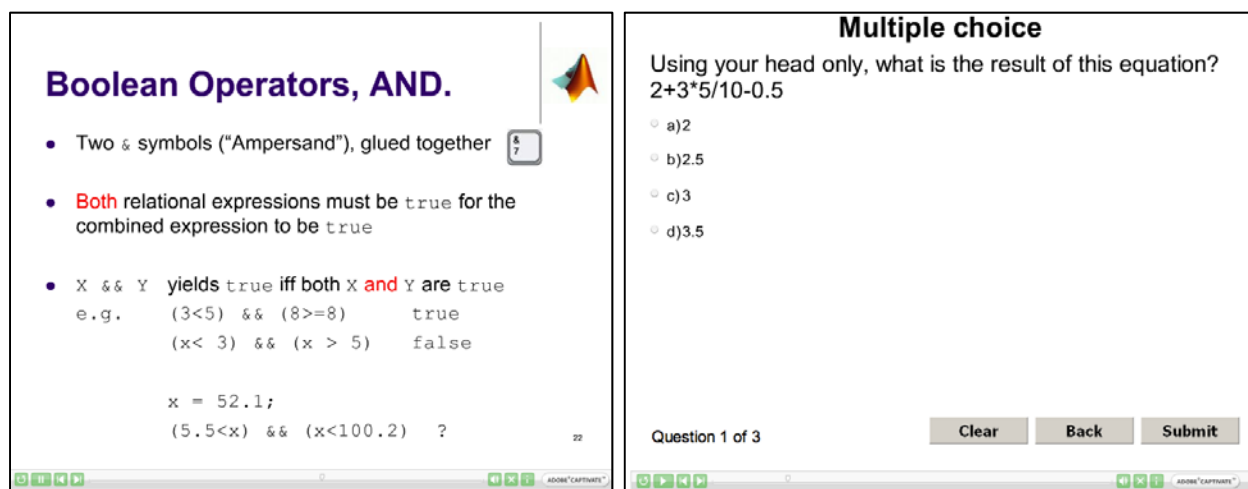 Boolean Operators, AND.
• Two & symbols (“Ampersand”), glued together
&
7
• Both relational expressions must be true for the
combined expression to be true
• X && Y yields true iff both X and Y are true
e.g. (3<5) && (8>=8) true
(x< 3) && (x > 5) false
x = 52.1;
(5.5<x) && (x<100.2) ?
22
ADOBE® CAPTIVATE™
Multiple choice
Using your head only, what is the result of this equation?
2+3*5/10-0.5
a)2
b)2.5
c)3
d)3.5
Question 1 of 3
Clear
Back
Submit
ADOBE® CAPTIVATE™